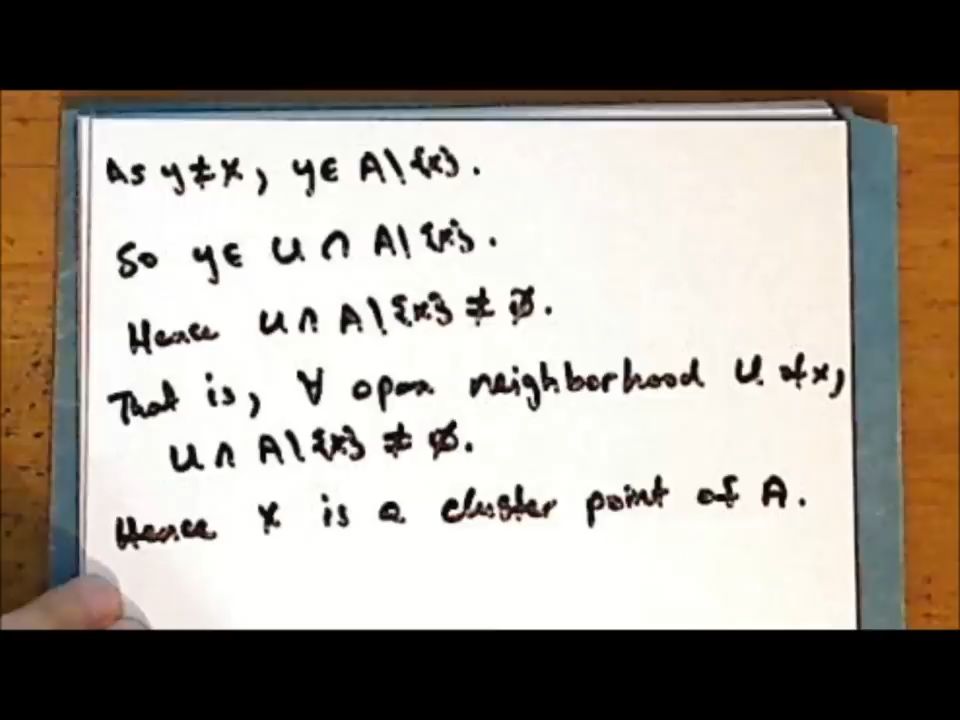 As y ≠ x, y ∈ A \ {x}.
So y ∈ U ∩ A \ {x}.
Hence U ∩ A \ {x} ≠ ∅.
That is, ∀ open neighborhood U of x,
U ∩ A \ {x} ≠ ∅.
Hence x is a cluster point of A.